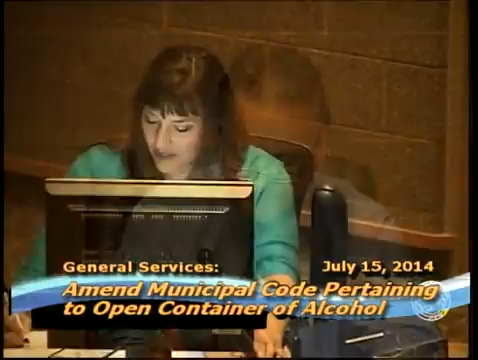 General Services: July 15, 2014
Amend Municipal Code Pertaining
to Open Container of Alcohol